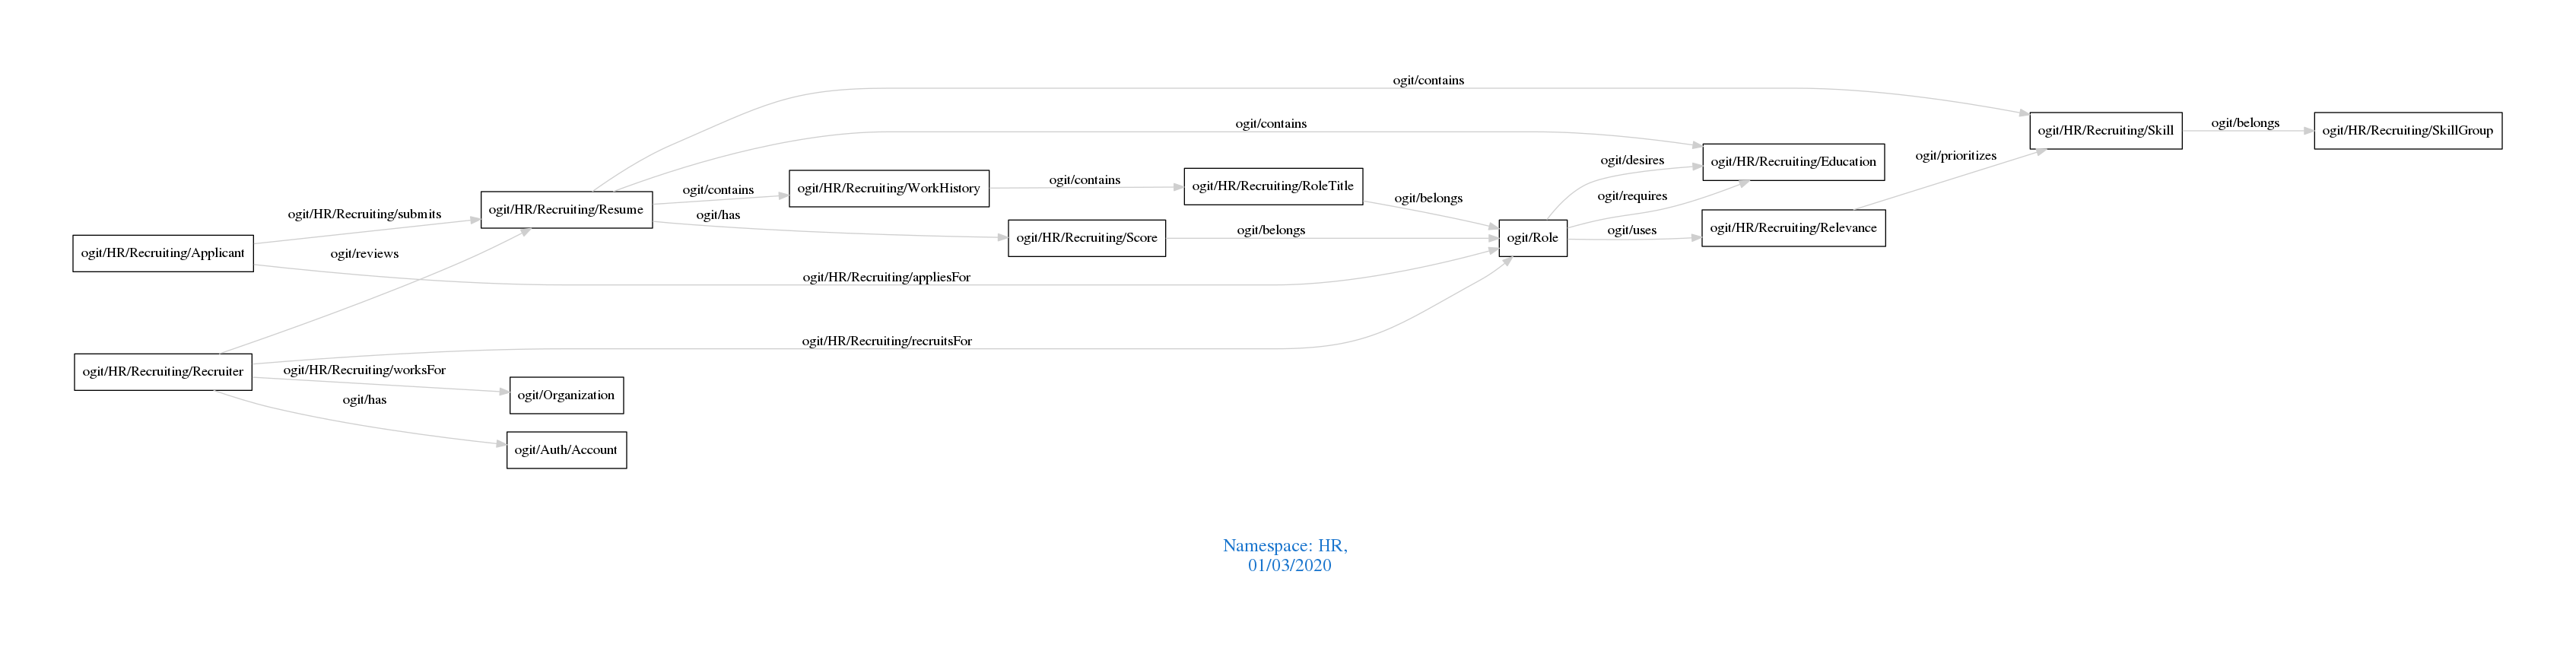 ogit/contains
ogit/contains
ogit/HR/Recruiting/Skill
ogit/belongs
ogit/HR/Recruiting/SkillGroup
ogit/desires
ogit/HR/Recruiting/Education
ogit/prioritizes
ogit/contains
ogit/HR/Recruiting/WorkHistory
ogit/contains
ogit/HR/Recruiting/RoleTitle
ogit/belongs
ogit/requires
ogit/HR/Recruiting/submits
ogit/HR/Recruiting/Resume
ogit/has
ogit/HR/Recruiting/Score
ogit/belongs
ogit/Role
ogit/uses
ogit/HR/Recruiting/Relevance
ogit/HR/Recruiting/Applicant
ogit/reviews
ogit/HR/Recruiting/appliesFor
ogit/HR/Recruiting/recruitsFor
ogit/HR/Recruiting/Recruiter
ogit/HR/Recruiting/worksFor
ogit/Organization
ogit/has
ogit/Auth/Account
Namespace: HR,
01/03/2020